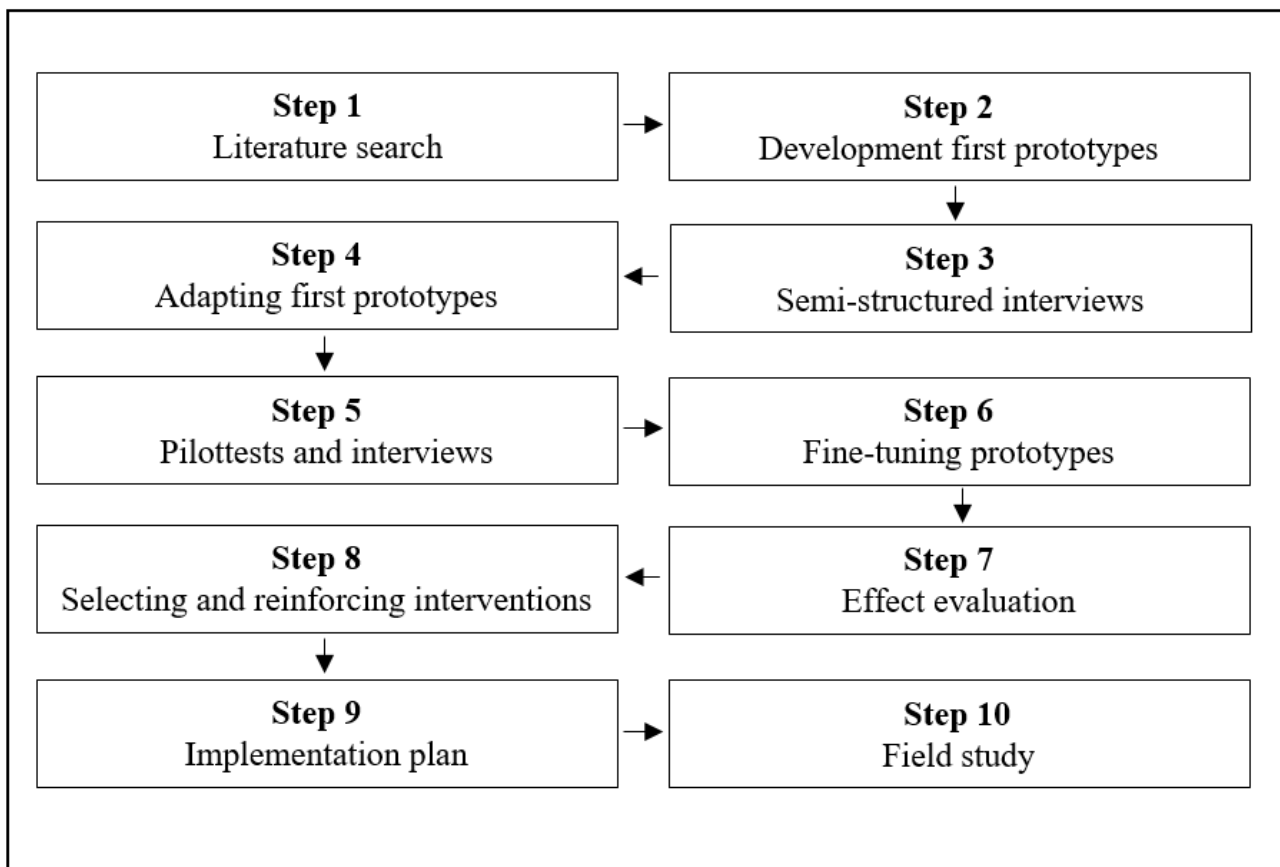 Step 1
Literature search
Step 2
Development first prototypes
Step 3
Semi-structured interviews
Step 4
Adapting first prototypes
Step 5
Pilottests and interviews
Step 6
Fine-tuning prototypes
Step 7
Effect evaluation
Step 8
Selecting and reinforcing interventions
Step 9
Implementation plan
Step 10
Field study